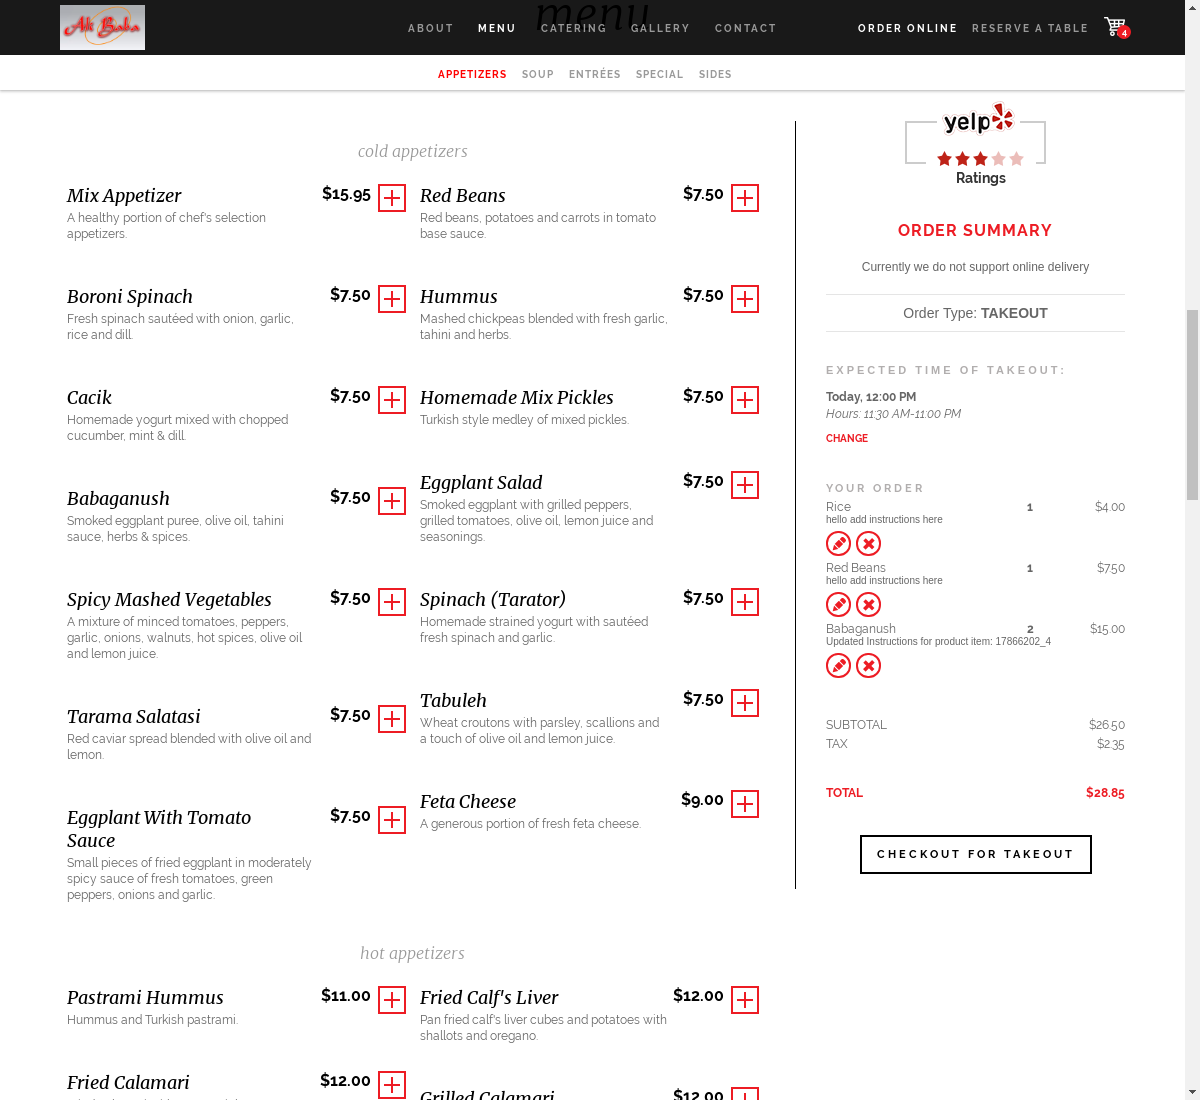 menu
Ali Baba
ABOUT MENU CATERING GALLERY CONTACT ORDER ONLINE RESERVE A TABLE 4
APPETIZERS SOUP ENTRÉES SPECIAL SIDES
cold appetizers
Mix Appetizer $15.95
A healthy portion of chef's selection
appetizers.
Boroni Spinach $7.50
Fresh spinach sautéed with onion, garlic,
rice and dill.
Cacik $7.50
Homemade yogurt mixed with chopped
cucumber, mint & dill.
Babaganush $7.50
Smoked eggplant puree, olive oil, tahini
sauce, herbs & spices.
Spicy Mashed Vegetables $7.50
A mixture of minced tomatoes, peppers,
garlic, onions, walnuts, hot spices, olive oil
and lemon juice.
Tarama Salatasi $7.50
Red caviar spread blended with olive oil and
lemon.
Eggplant With Tomato $7.50
Sauce
Small pieces of fried eggplant in moderately
spicy sauce of fresh tomatoes, green
peppers, onions and garlic.
Red Beans $7.50
Red beans, potatoes and carrots in tomato
base sauce.
Hummus $7.50
Mashed chickpeas blended with fresh garlic,
tahini and herbs.
Homemade Mix Pickles $7.50
Turkish style medley of mixed pickles.
Eggplant Salad $7.50
Smoked eggplant with grilled peppers,
grilled tomatoes, olive oil, lemon juice and
seasonings.
Spinach (Tarator) $7.50
Homemade strained yogurt with sautéed
fresh spinach and garlic.
Tabuleh $7.50
Wheat croutons with parsley, scallions and
a touch of olive oil and lemon juice.
Feta Cheese $9.00
A generous portion of fresh feta cheese.
hot appetizers
Pastrami Hummus $11.00
Hummus and Turkish pastrami.
Fried Calamari $12.00
Fried Calf's Liver $12.00
Pan fried calf's liver cubes and potatoes with
shallots and oregano.
Grilled Calamari $12.00
yelp
Ratings
ORDER SUMMARY
Currently we do not support online delivery
Order Type: TAKEOUT
EXPECTED TIME OF TAKEOUT:
Today, 12:00 PM
Hours: 11:30 AM-11:00 PM
CHANGE
YOUR ORDER
Rice 1 $4.00
hello add instructions here
Red Beans 1 $7.50
hello add instructions here
Babaganush 2 $15.00
Updated Instructions for product item: 17866202_4
SUBTOTAL $26.50
TAX $2.35
TOTAL $28.85
CHECKOUT FOR TAKEOUT